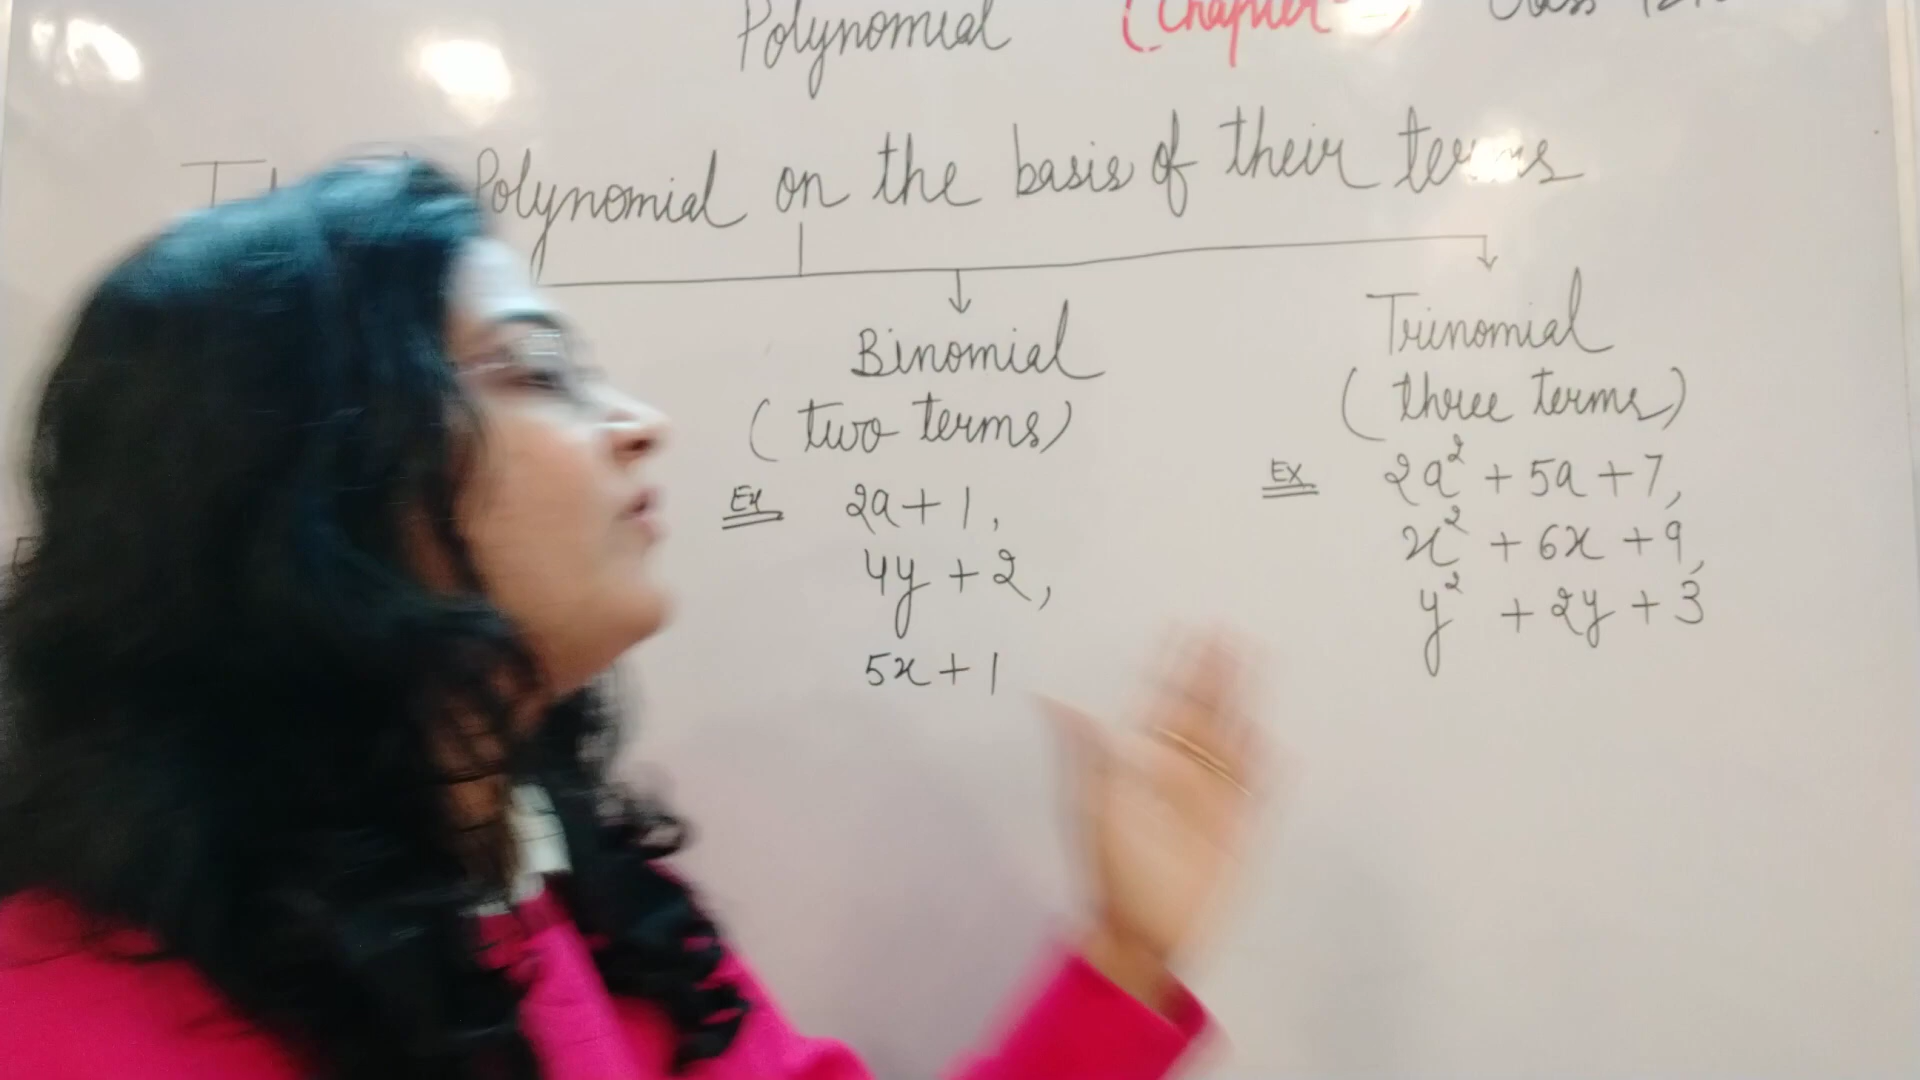 Polynomial (Chapter Class
Polynomial on the basis of their terms
Binomial
(two terms)
Ex 2a+1,
4y+2,
5x+1
Trinomial
(three terms)
Ex 2a² + 5a + 7,
x² + 6x + 9,
y² + 2y + 3